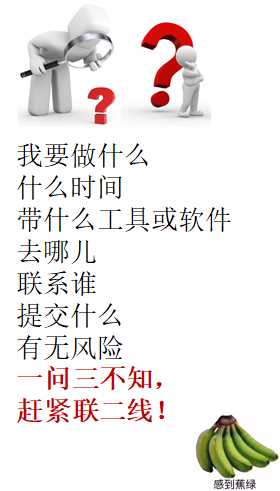 我要做什么
什么时间
带什么工具或软件
去哪儿
联系谁
提交什么
有无风险
一问三不知，
赶紧联二线！
感到蕉绿